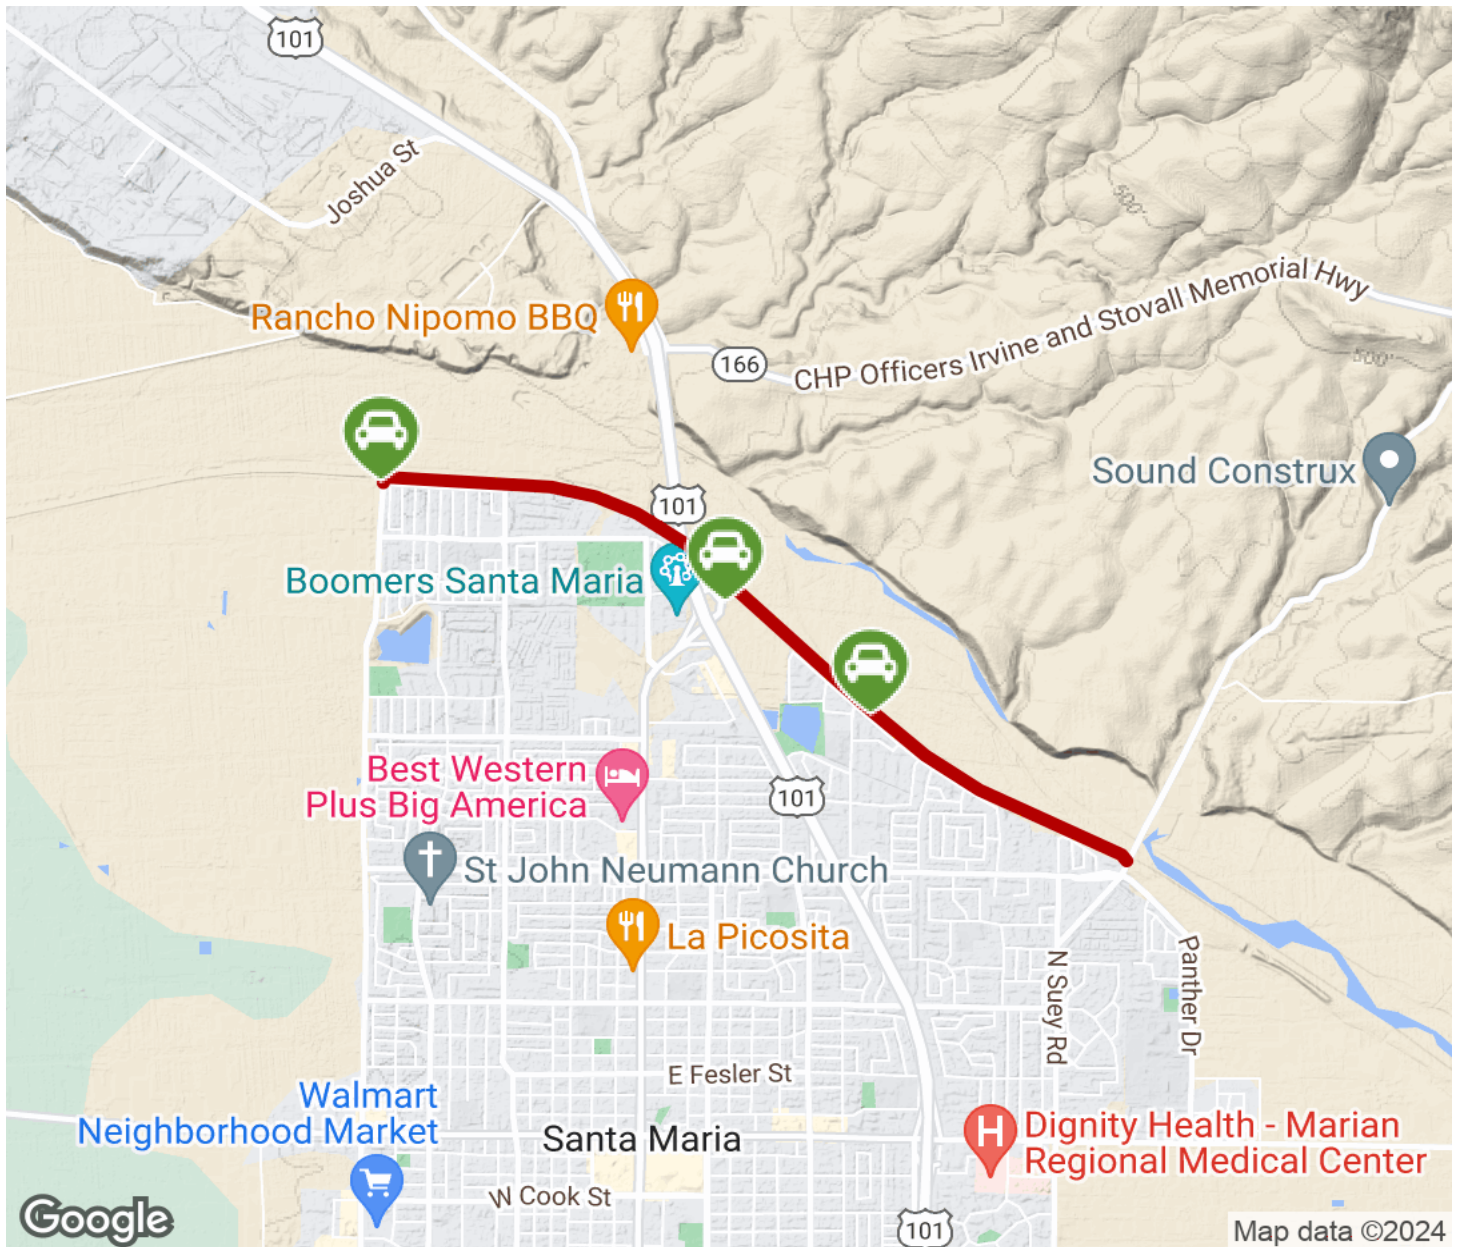 101
Joshua St
Rancho Nipomo BBQ
166
CHP Officers Irvine and Stovall Memorial Hwy
500'
500'
Sound Construx
101
Boomers Santa Maria
Best Western
Plus Big America
101
St John Neumann Church
La Picosita
N Suey Rd
Panther Dr
E Fesler St
Walmart
Neighborhood Market
Santa Maria
H
Dignity Health - Marian
Regional Medical Center
W Cook St
101
Google
Map data ©2024